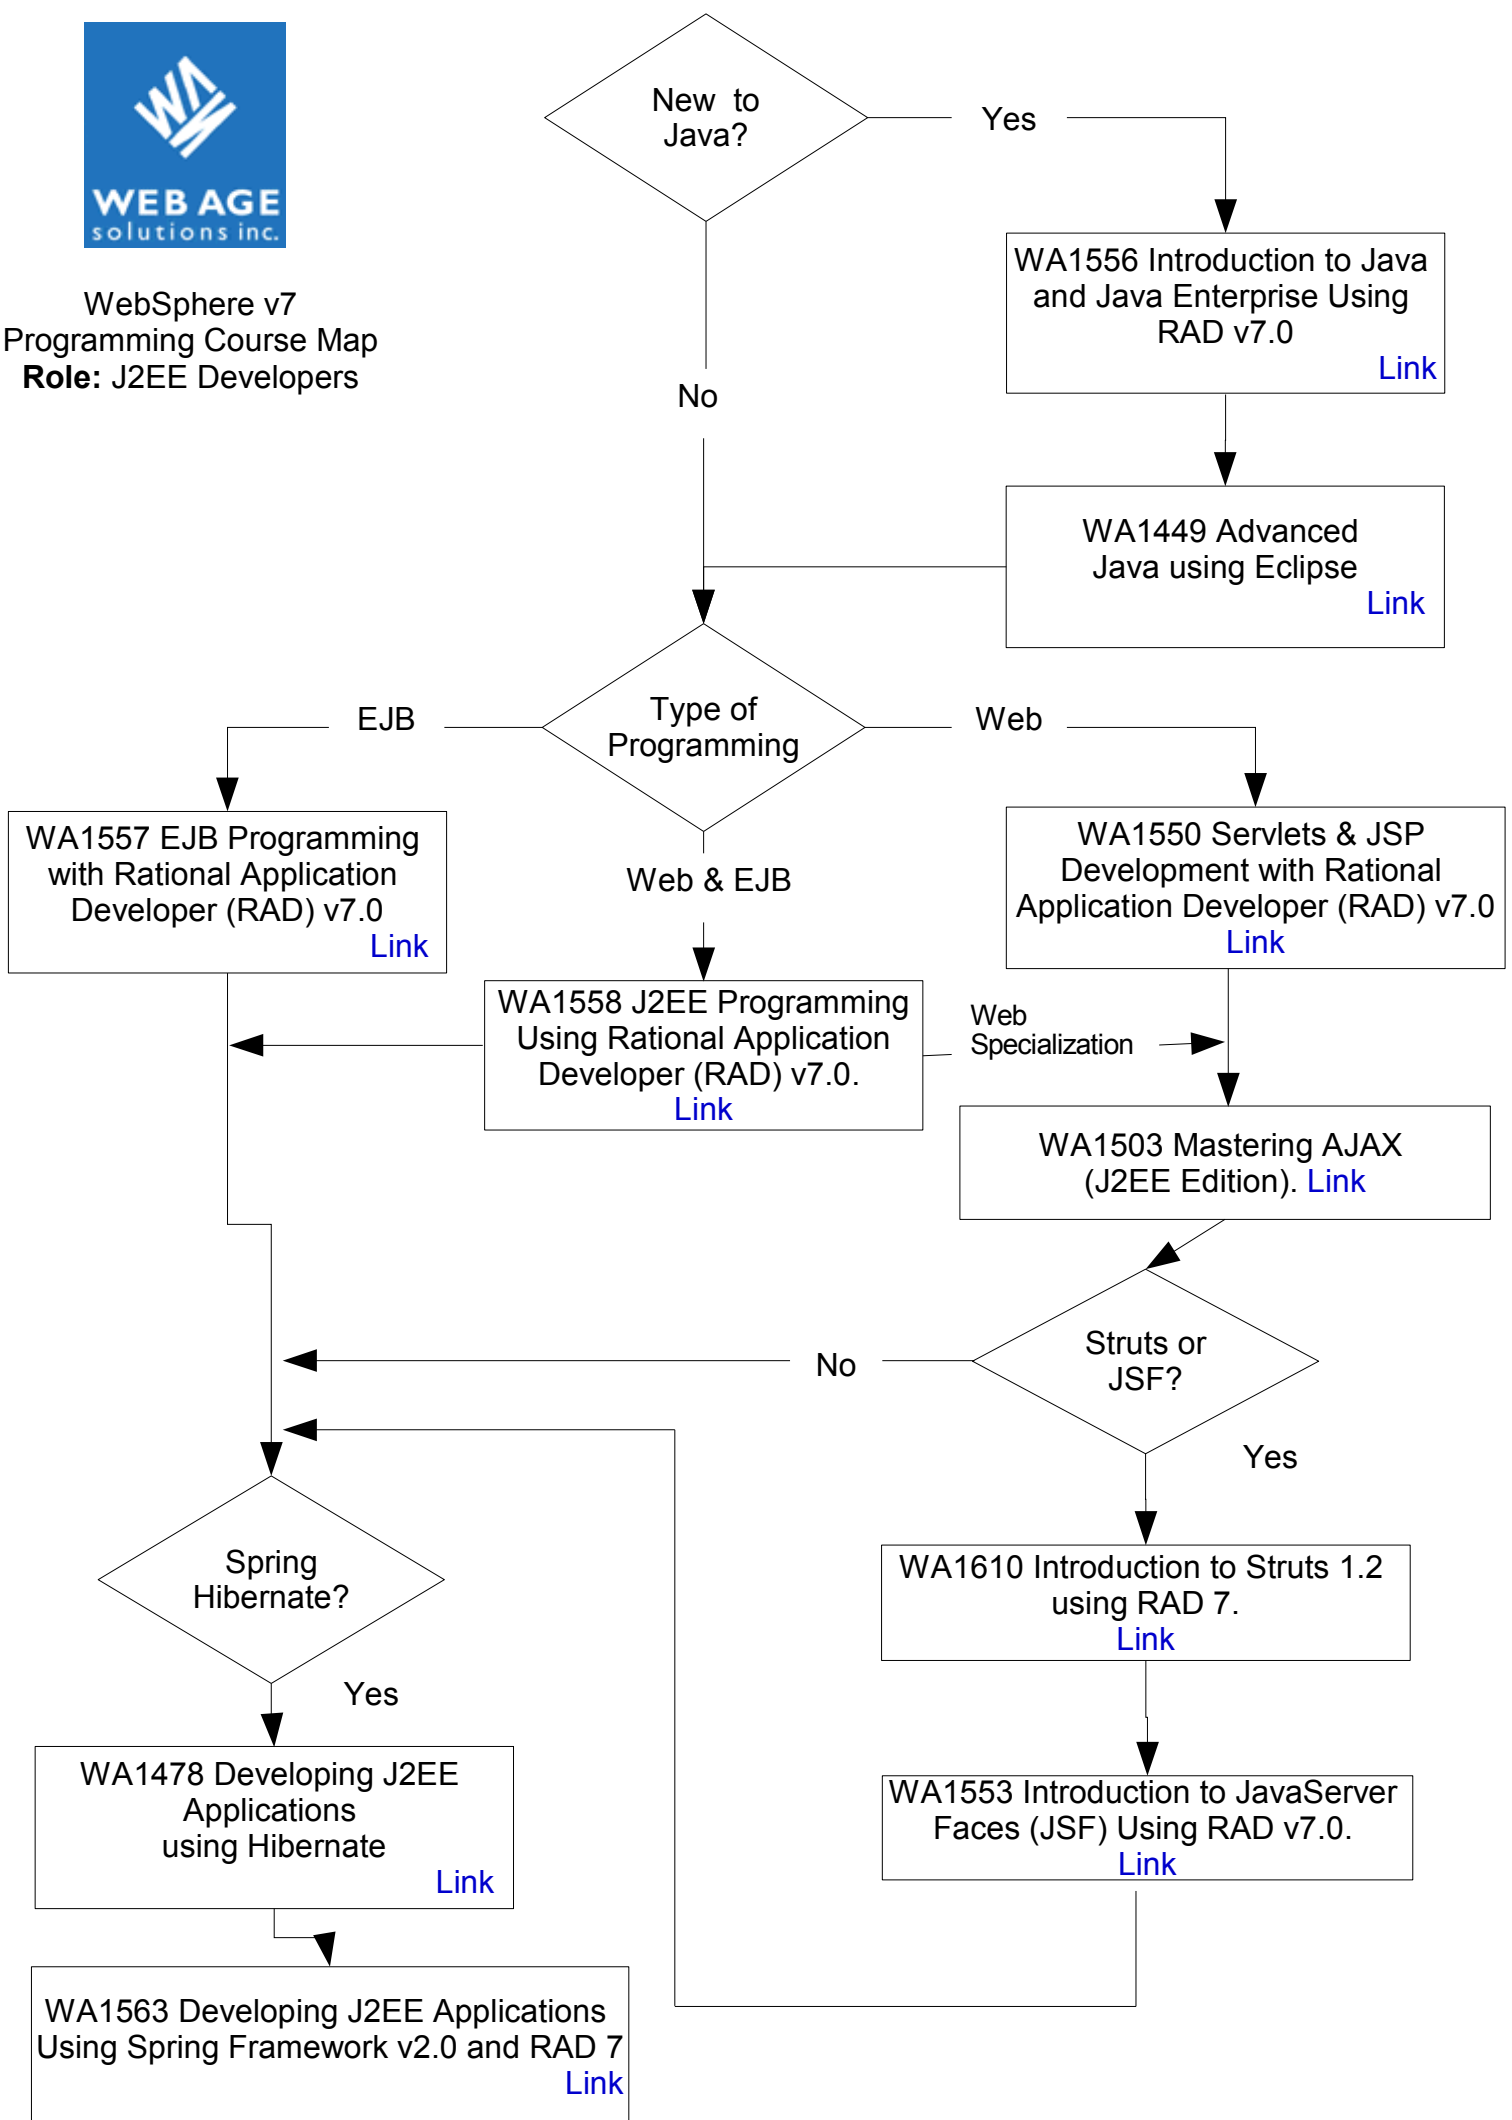 WEB AGE
solutions inc.
WebSphere v7
Programming Course Map
Role: J2EE Developers
New to
Java?
Yes
WA1556 Introduction to Java
and Java Enterprise Using
RAD v7.0
Link
No
WA1449 Advanced
Java using Eclipse
Link
Type of
Programming
EJB
Web
WA1557 EJB Programming
with Rational Application
Developer (RAD) v7.0
Link
Web & EJB
WA1550 Servlets & JSP
Development with Rational
Application Developer (RAD) v7.0
Link
WA1558 J2EE Programming
Using Rational Application
Developer (RAD) v7.0.
Link
Web
Specialization
WA1503 Mastering AJAX
(J2EE Edition). Link
Struts or
JSF?
No
Yes
Spring
Hibernate?
Yes
WA1610 Introduction to Struts 1.2
using RAD 7.
Link
WA1478 Developing J2EE
Applications
using Hibernate
Link
WA1553 Introduction to JavaServer
Faces (JSF) Using RAD v7.0.
Link
WA1563 Developing J2EE Applications
Using Spring Framework v2.0 and RAD 7
Link